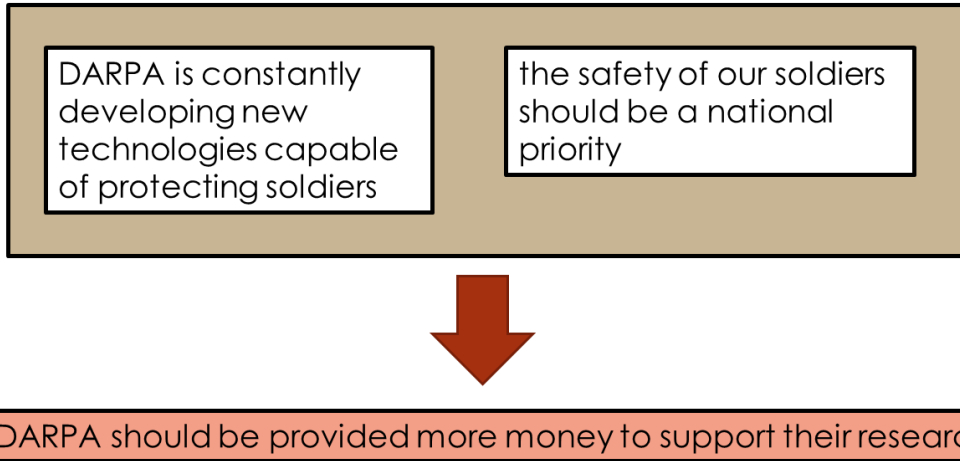 DARPA is constantly
developing new
technologies capable
of protecting soldiers
the safety of our soldiers
should be a national
priority
DARPA should be provided more money to support their researc